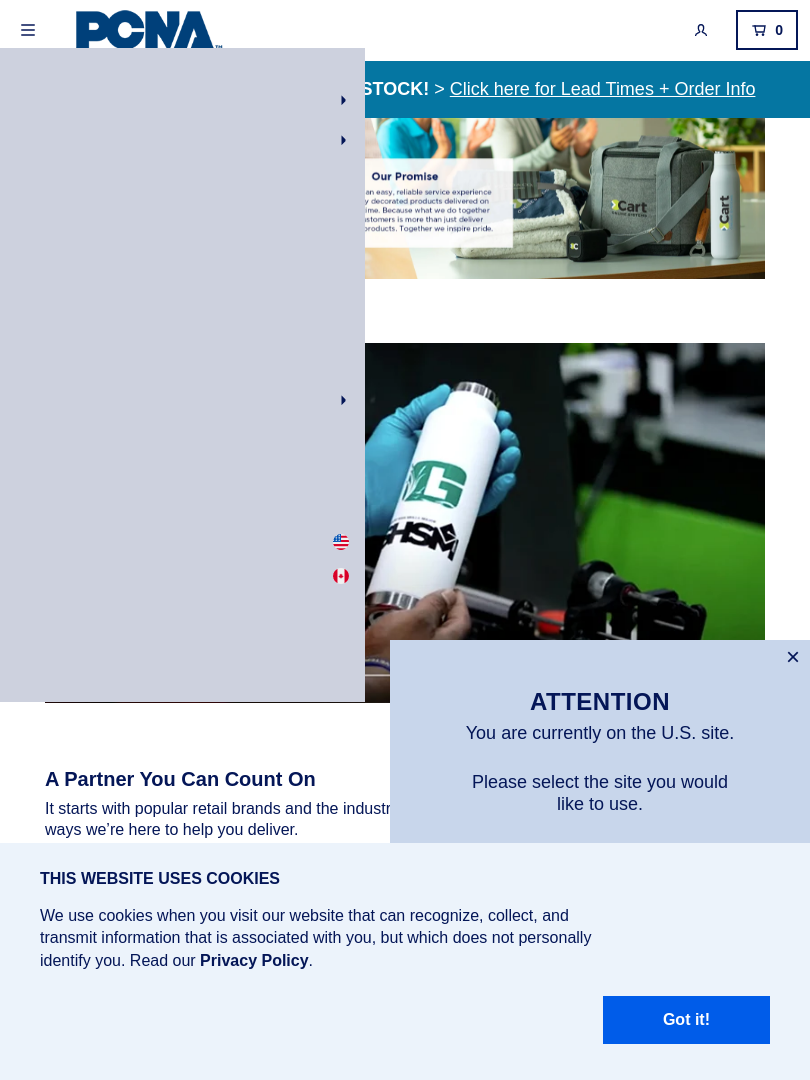 PCNA™
0
STOCK! > Click here for Lead Times + Order Info
Our Promise
an easy, reliable service experience
decorated products delivered on
Because what we do together
is more than just deliver
products. Together we inspire pride.
Cart
Cart
A Partner You Can Count On
It starts with popular retail brands and the
ways we’re here to help you deliver.
ATTENTION
You are currently on the U.S. site.
Please select the site you would
like to use.
THIS WEBSITE USES COOKIES
We use cookies when you visit our website that can recognize, collect, and
transmit information that is associated with you, but which does not personally
identify you. Read our Privacy Policy.
Got it!